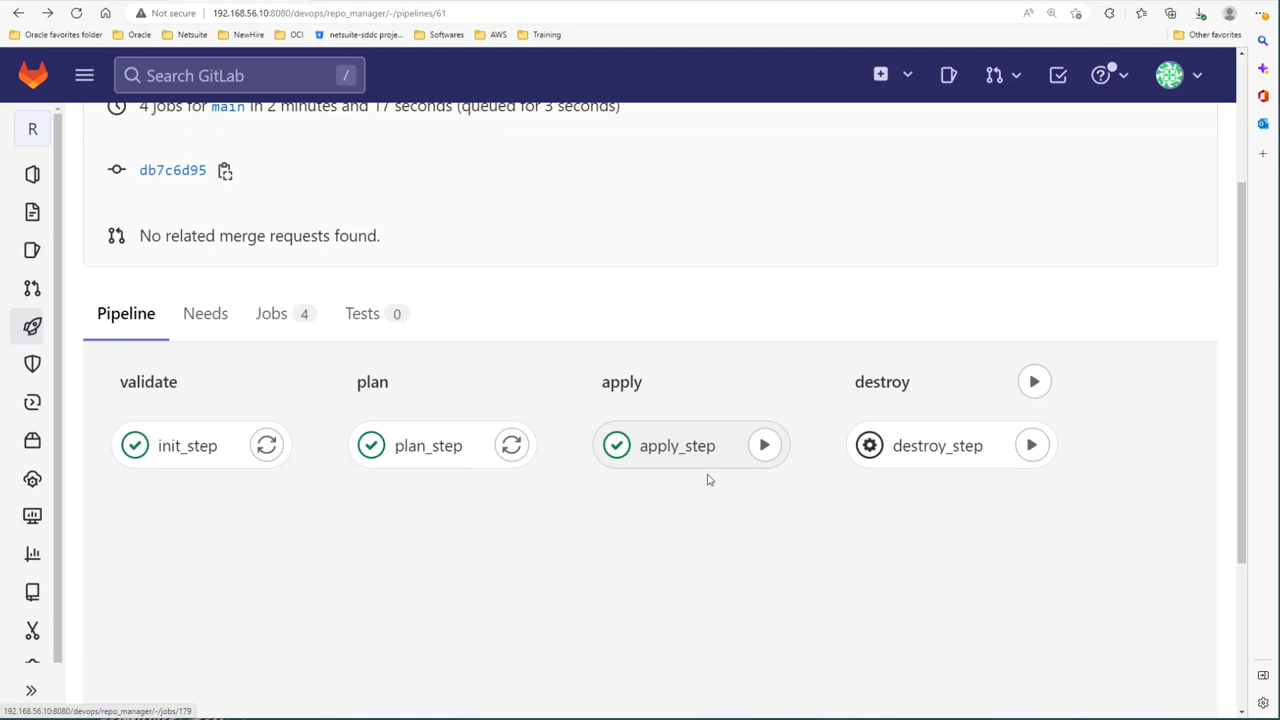 Not secure
192.168.56.10:8080/devops/repo_manager/-/pipelines/61
Oracle favorites folder
Oracle
Netsuite
NewHire
OCI
netsuite-sddc proje...
Softwares
AWS
Training
Other favorites
Search GitLab
/
4 jobs for main in 2 minutes and 17 seconds (queued for 3 seconds)
R
db7c6d95
No related merge requests found.
Pipeline
Needs
Jobs 4
Tests 0
validate
plan
apply
destroy
init_step
plan_step
apply_step
destroy_step
192.168.56.10:8080/devops/repo_manager/-/jobs/179